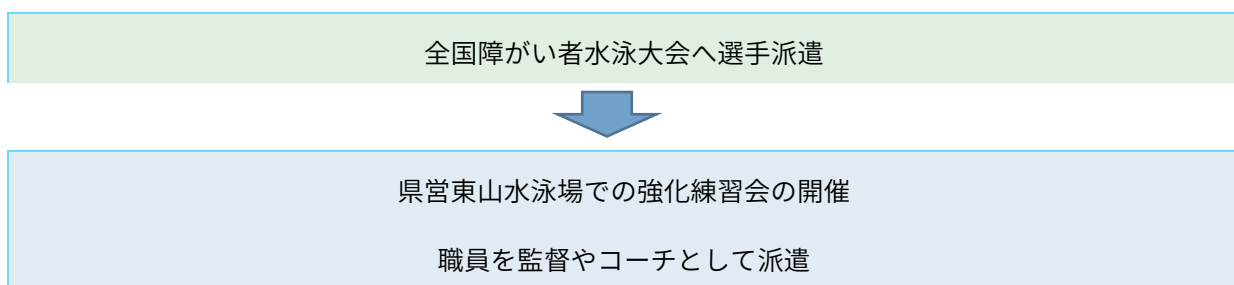 全国障がい者水泳大会へ選手派遣
県営東山水泳場での強化練習会の開催
職員を監督やコーチとして派遣